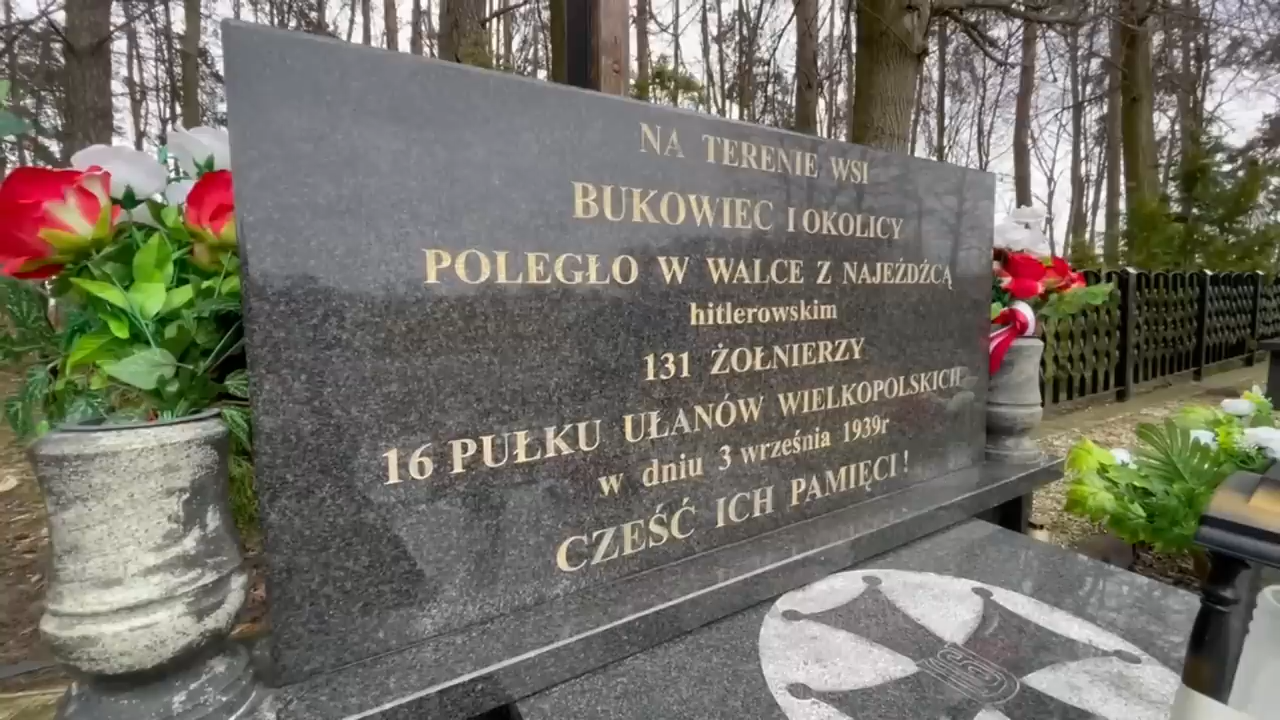 NA TERENIE WSI
BUKOWIEC I OKOLICY
POLEGŁO W WALCE Z NAJEŹDŹCĄ
hitlerowskim
131 ŻOŁNIERZY
16 PUŁKU UŁANÓW WIELKOPOLSKICH
w dniu 3 września 1939r
CZEŚĆ ICH PAMIĘCI!
16